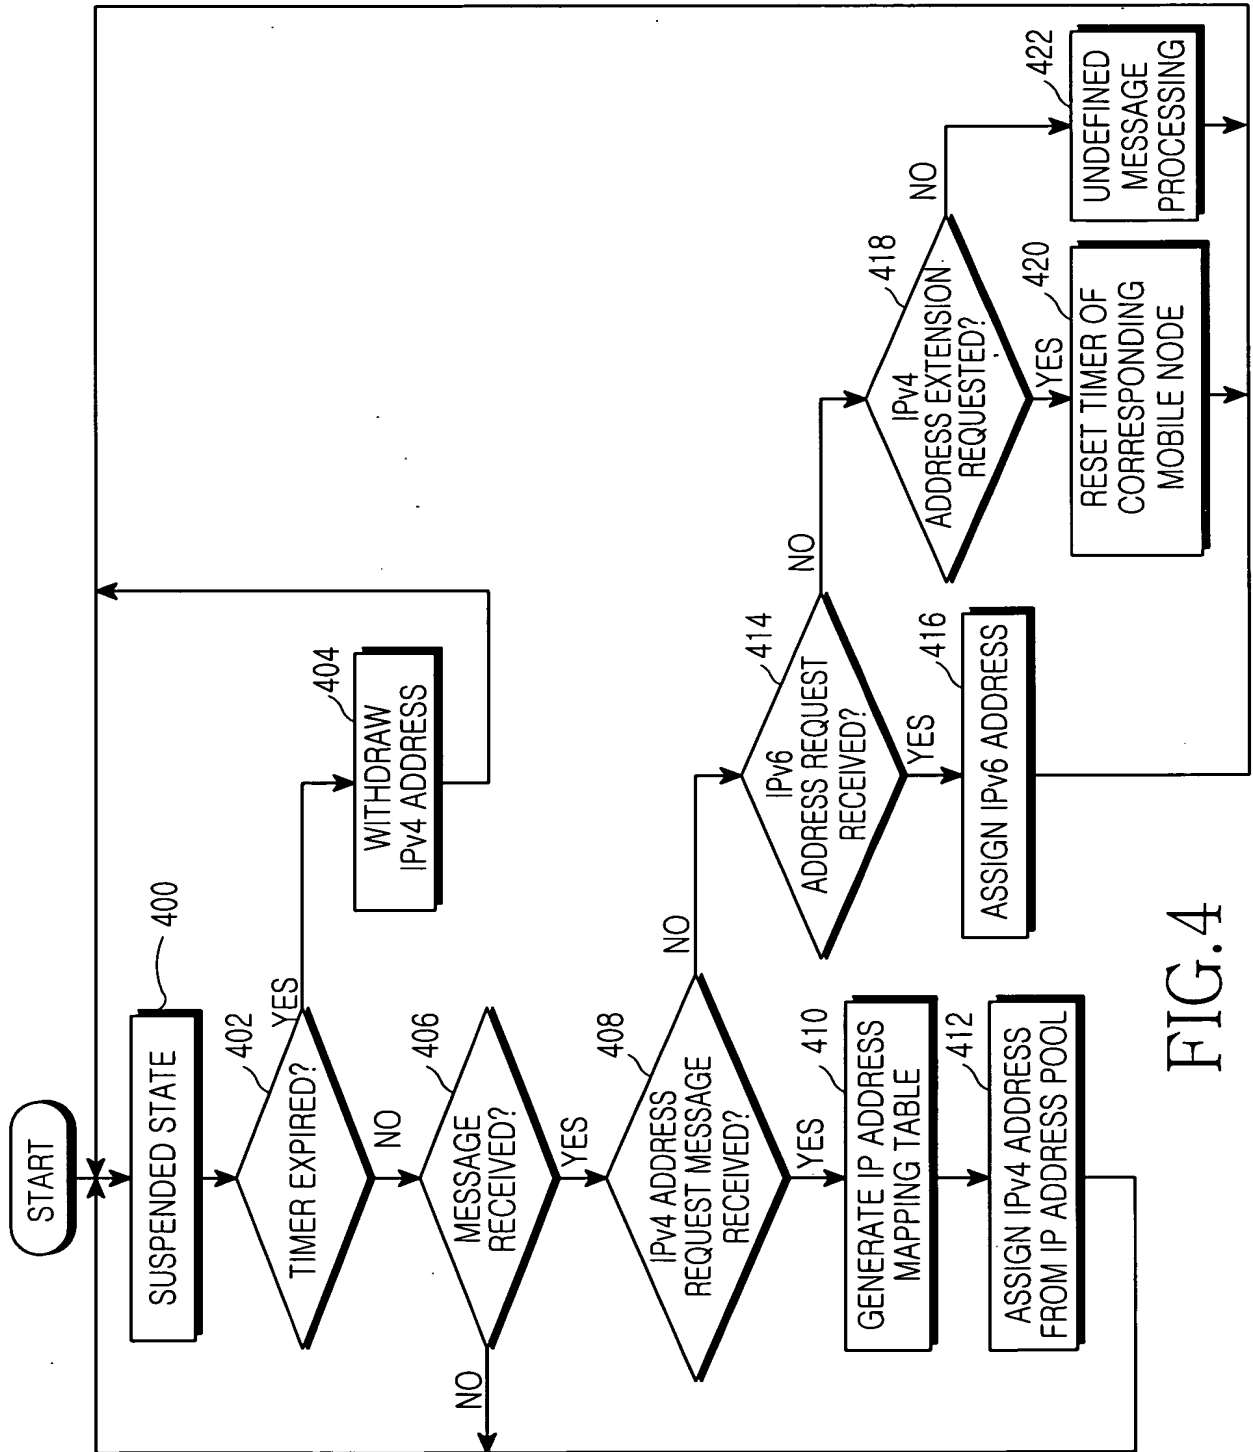 START
SUSPENDED STATE
400
TIMER EXPIRED?
402
YES
NO
WITHDRAW
IPv4 ADDRESS
404
MESSAGE
RECEIVED?
406
NO
YES
IPv4 ADDRESS
REQUEST MESSAGE
RECEIVED?
408
NO
YES
GENERATE IP ADDRESS
MAPPING TABLE
410
ASSIGN IPv4 ADDRESS
FROM IP ADDRESS POOL
412
IPv6
ADDRESS REQUEST
RECEIVED?
414
NO
YES
ASSIGN IPv6 ADDRESS
416
IPv4
ADDRESS EXTENSION
REQUESTED?
418
NO
YES
RESET TIMER OF
CORRESPONDING
MOBILE NODE
420
UNDEFINED
MESSAGE
PROCESSING
422
FIG.4